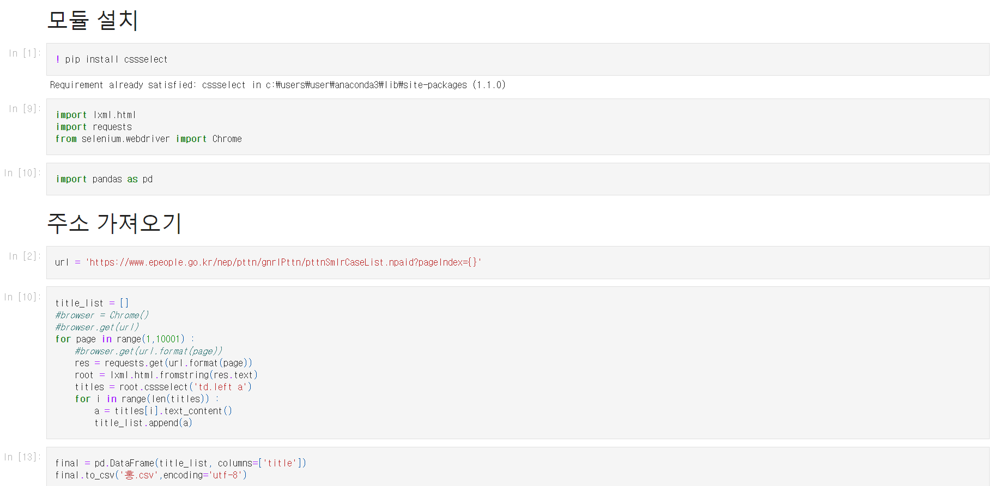 모듈 설치
In [1]:
! pip install cssselect
Requirement already satisfied: cssselect in c:₩users₩user₩anaconda3₩lib₩site-packages (1.1.0)
In [9]:
import lxml.html
import requests
from selenium.webdriver import Chrome
In [10]:
import pandas as pd
주소 가져오기
In [2]:
url = 'https://www.epeople.go.kr/nep/pttn/gnrlPttn/pttnSmlrCaseList.npaid?pageIndex={}'
In [10]:
title_list = []
#browser = Chrome()
#browser.get(url)
for page in range(1,10001) :
#browser.get(url.format(page))
res = requests.get(url.format(page))
root = lxml.html.fromstring(res.text)
titles = root.cssselect('td.left a')
for i in range(len(titles)) :
a = titles[i].text_content()
title_list.append(a)
In [13]:
final = pd.DataFrame(title_list, columns=['title'])
final.to_csv('홍.csv',encoding='utf-8')